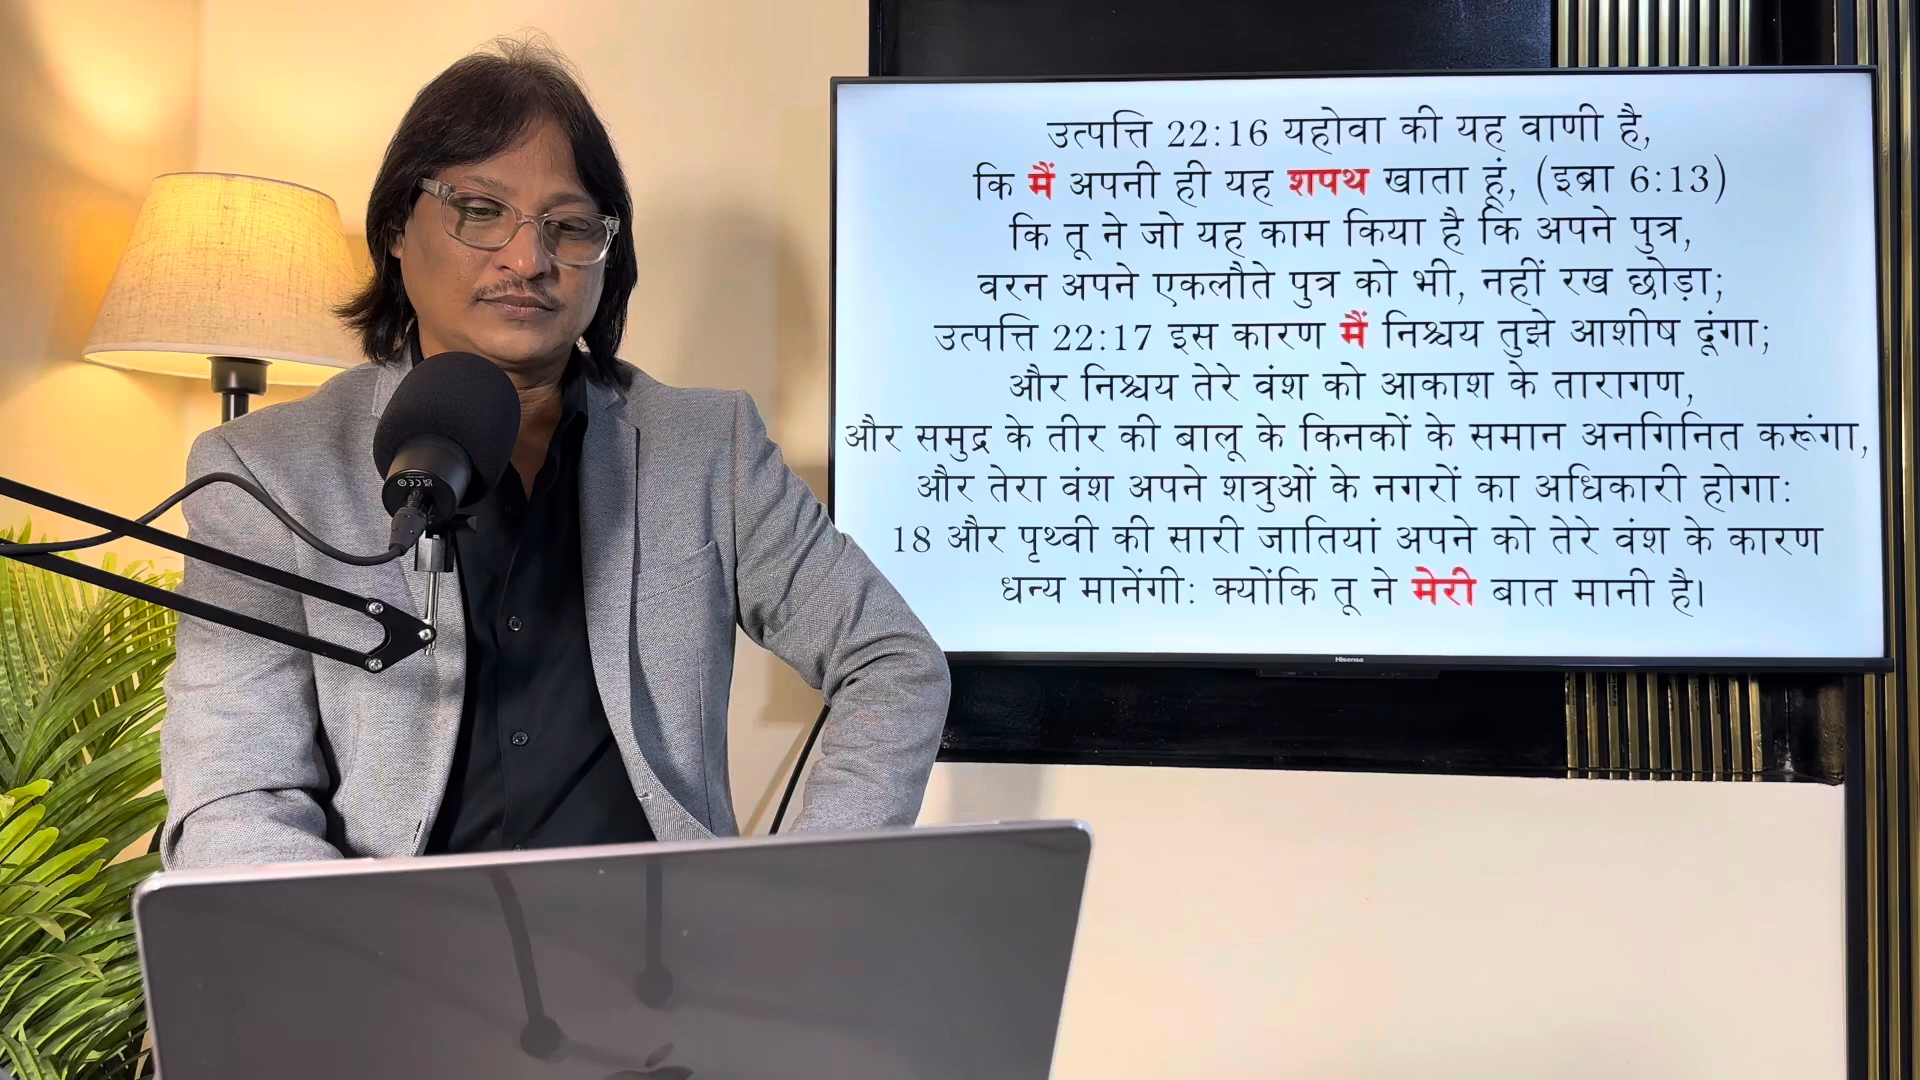 उत्पत्ति 22:16 यहोवा की यह वाणी है,
कि मैं अपनी ही यह शपथ खाता हूं, (इब्रा 6:13)
कि तू ने जो यह काम किया है कि अपने पुत्र,
वरन अपने एकलौते पुत्र को भी, नहीं रख छोड़ा;
उत्पत्ति 22:17 इस कारण मैं निश्चय तुझे आशीष दूंगा;
और निश्चय तेरे वंश को आकाश के तारागण,
और समुद्र के तीर की बालू के किनकों के समान अनगिनित करूंगा,
और तेरा वंश अपने शत्रुओं के नगरों का अधिकारी होगा:
18 और पृथ्वी की सारी जातियां अपने को तेरे वंश के कारण
धन्य मानेंगी: क्योंकि तू ने मेरी बात मानी है।
Hisense